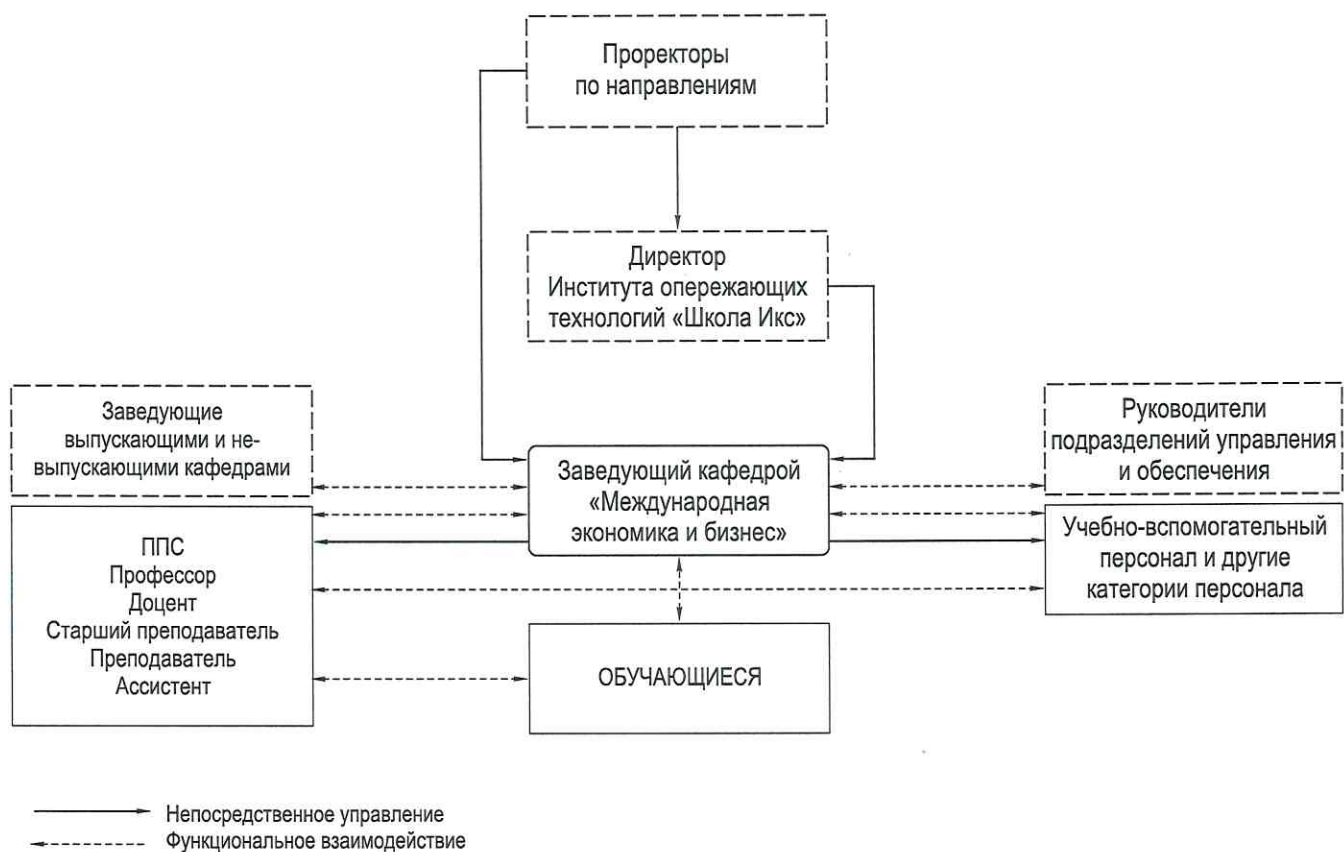 Проректоры
по направлениям
Директор
Института опережающих
технологий «Школа Икс»
Заведующие
выпускающими и не-
выпускающими кафедрами
Заведующий кафедрой
«Международная
экономика и бизнес»
Руководители
подразделений управления
и обеспечения
ППС
Профессор
Доцент
Старший преподаватель
Преподаватель
Ассистент
Учебно-вспомогательный
персонал и другие
категории персонала
ОБУЧАЮЩИЕСЯ
Непосредственное управление
Функциональное взаимодействие